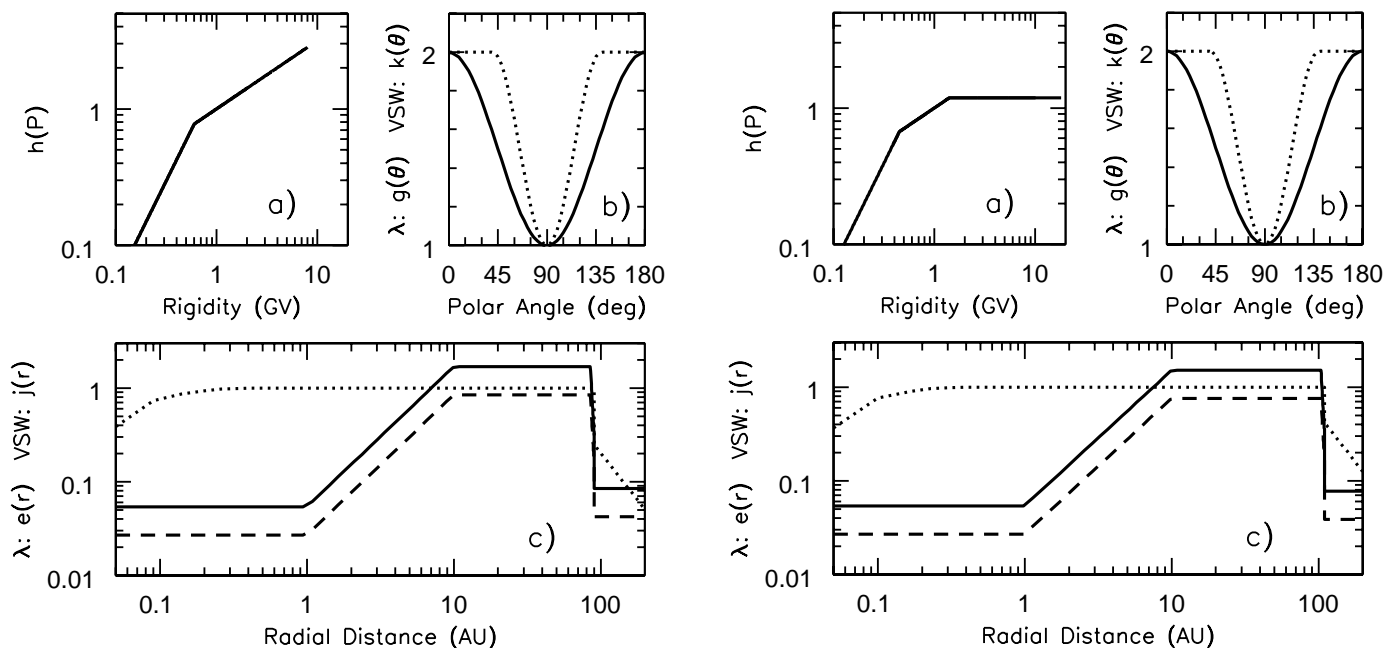 h(P)
1
0.1
a)
0.1 1 10
Rigidity (GV)
λ: g(θ) VSW: k(θ)
2
1
b)
0 45 90 135 180
Polar Angle (deg)
λ: e(r) VSW: j(r)
1
0.1
0.01
c)
0.1 1 10 100
Radial Distance (AU)
h(P)
1
0.1
a)
0.1 1 10
Rigidity (GV)
λ: g(θ) VSW: k(θ)
2
1
b)
0 45 90 135 180
Polar Angle (deg)
λ: e(r) VSW: j(r)
1
0.1
0.01
c)
0.1 1 10 100
Radial Distance (AU)